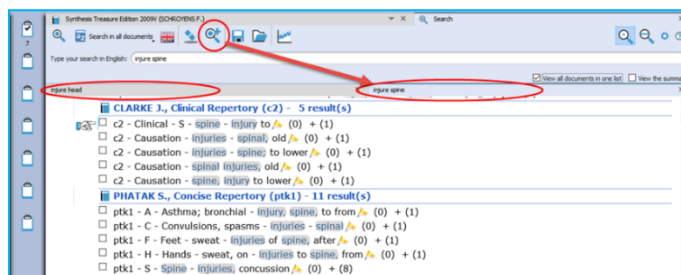 Synthesis Treasure Edition 2009V (SCHROYENS F.)
Search
Search in all documents
7
Type your search in English: injure spine
View all documents in one list View the summa
injure head injure spine
CLARKE J., Clinical Repertory (c2) - 5 result(s)
c2 - Clinical - S - spine - injury to (0) + (1)
c2 - Causation - injuries - spinal, old (0) + (1)
c2 - Causation - injuries - spine; to lower (0) + (1)
c2 - Causation - spinal injuries, old (0) + (1)
c2 - Causation - spine, injury to lower (0) + (1)
PHATAK S., Concise Repertory (ptk1) - 11 result(s)
ptk1 - A - Asthma; bronchial - injury, spine, to from (0) + (1)
ptk1 - C - Convulsions, spasms - injuries - spinal (0) + (1)
ptk1 - F - Feet - sweat - injuries of spine, after (0) + (1)
ptk1 - H - Hands - sweat, on - injuries to spine, from (0) + (1)
ptk1 - S - Spine - injuries, concussion (0) + (8)